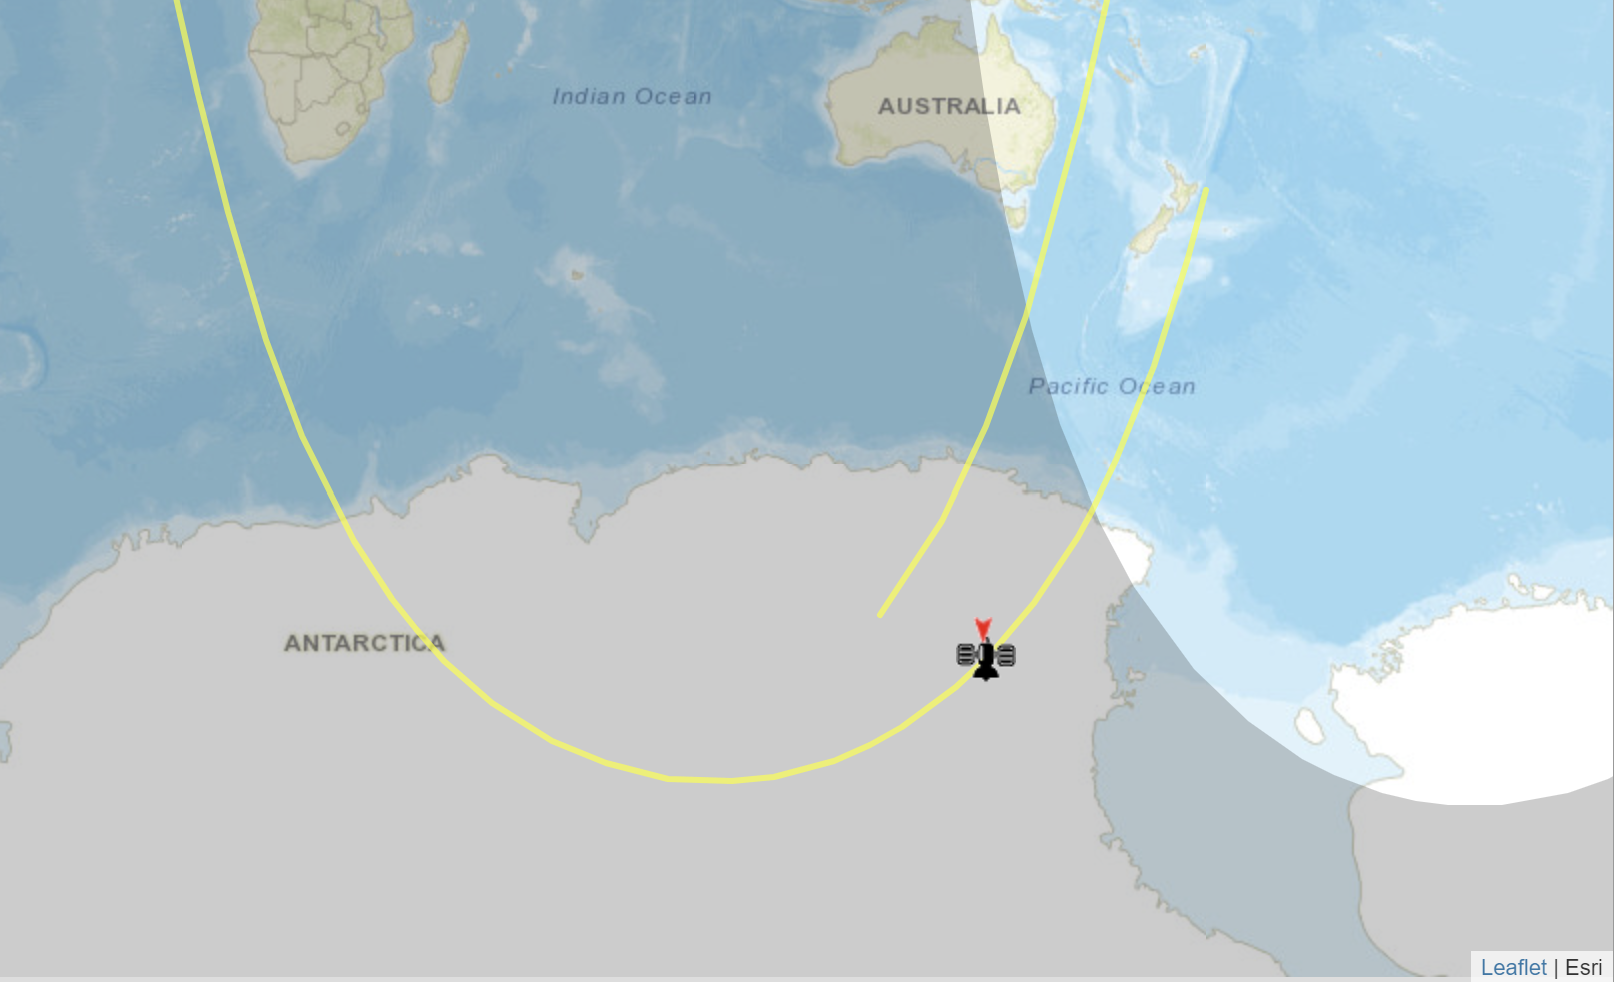 Indian Ocean
AUSTRALIA
Pacific Ocean
ANTARCTICA
Leaflet | Esri